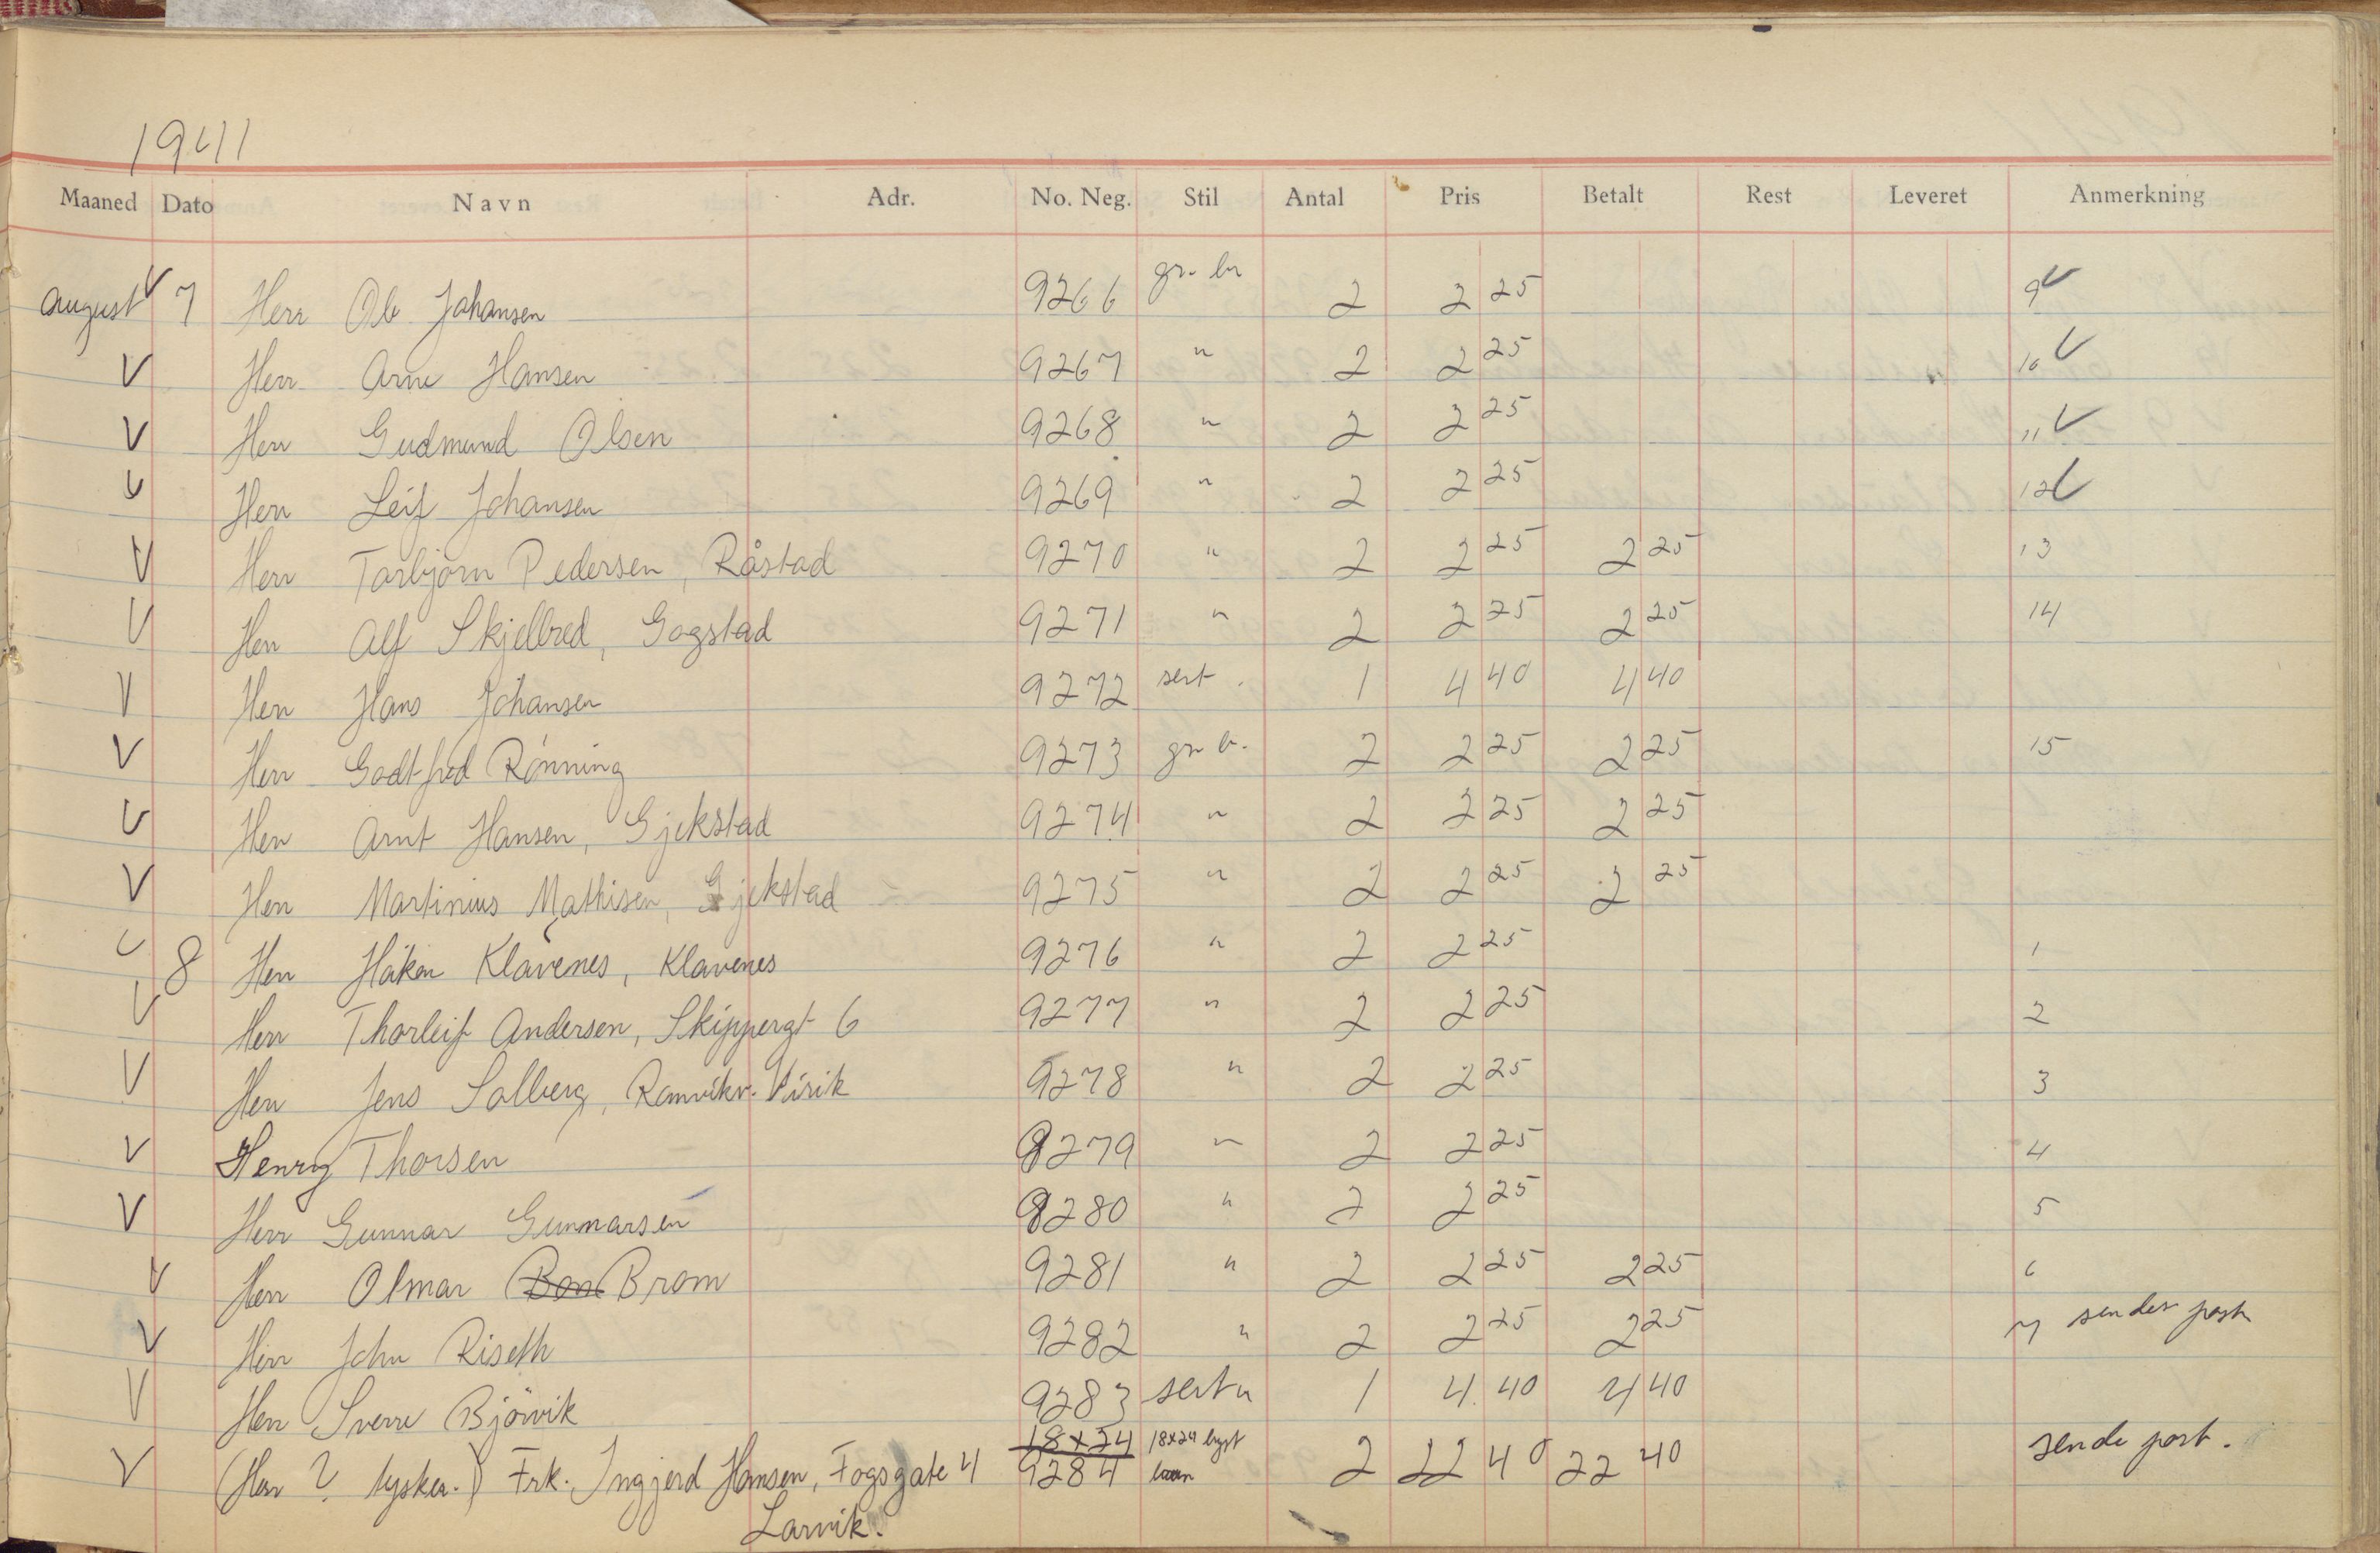 1941
Maaned Dato Navn Adr. No. Neg. Stil Antal Pris Betalt Rest Leveret Anmerkning
august V 7 Herr Ole Johansen 9266 gr. br 2 2 25 9 V
V Herr Arne Hansen 9267 " 2 2 25 10 V
V Herr Gudmund Olsen 9268 " 2 2 25 11 V
V Herr Leif Johansen 9269 " 2 2 25 12 V
V Herr Torbjørn Pedersen, Råstad 9270 " 2 2 25 2 25 13
V Herr Alf Skjelbred, Gogstad 9271 " 2 2 25 2 25 14
V Herr Hans Johansen 9272 sert. 1 4 40 4 40
V Herr Godtfred Rönning 9273 gr. b. 2 2 25 2 25 15
V Herr Arnt Hansen, Gjekstad 9274 " 2 2 25 2 25
V Herr Martinius Mathisen, Gjekstad 9275 " 2 2 25 2 25
V 8 Herr Håkon Klavenes, Klavenes 9276 " 2 2 25 1
V Herr Thorleif Andersen, Skippergt 6 9277 " 2 2 25 2
V Herr Jens Solberg, Ranvikv. Virik 9278 " 2 2 25 3
V Henry Thorsen 9279 " 2 2 25 4
V Herr Gunnar Gunnarsen 9280 " 2 2 25 5
V Herr Olmar Bon Brom 9281 " 2 2 25 2 25 6
V Herr John Riseth 9282 " 2 2 25 2 25 7 sendes post
V Herr Sverre Björvik 9283 sert 1 4 40 4 40
18x24 18x24 lyst
V (Herr ? tysker.) Frk. Ingjerd Hansen, Fogsgate 4 9284 2 22 40 22 40 sende post.
Larvik.